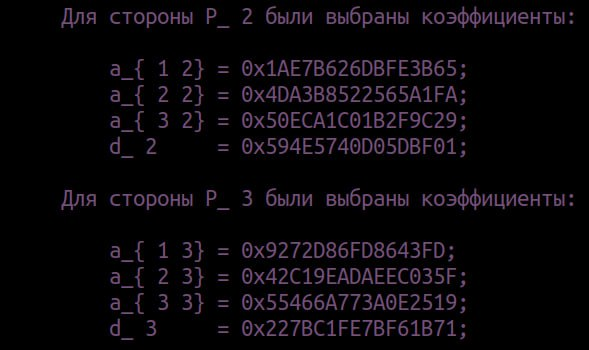 Для стороны P_ 2 были выбраны коэффициенты:
a_{ 1 2} = 0x1AE7B626DBFE3B65;
a_{ 2 2} = 0x4DA3B8522565A1FA;
a_{ 3 2} = 0x50ECA1C01B2F9C29;
d_ 2 = 0x594E5740D05DBF01;
Для стороны P_ 3 были выбраны коэффициенты:
a_{ 1 3} = 0x9272D86FD8643FD;
a_{ 2 3} = 0x42C19EADAEEC035F;
a_{ 3 3} = 0x55466A773A0E2519;
d_ 3 = 0x227BC1FE7BF61B71;